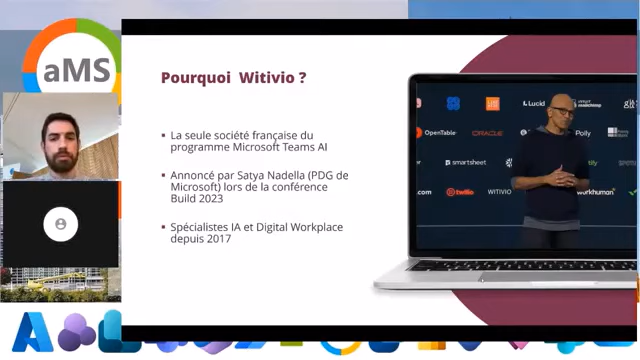 aMS
Pourquoi Witivio ?
La seule société française du
programme Microsoft Teams AI
Annoncé par Satya Nadella (PDG de
Microsoft) lors de la conférence
Build 2023
Spécialistes IA et Digital Workplace
depuis 2017
Lucid
OpenTable
ORACLE
Polly
smartsheet
twilio
WITIVIO
workhuman